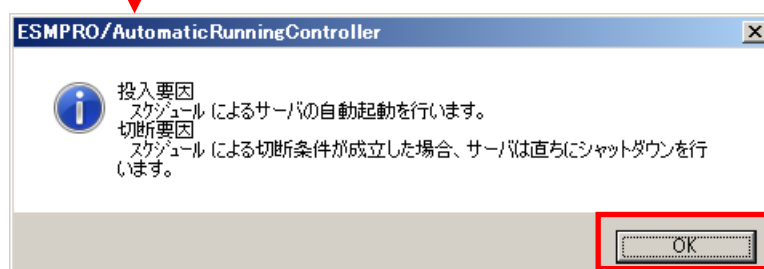 ESMPRO/AutomaticRunningController
投入要因
スケジュール によるサーバの自動起動を行います。
切断要因
スケジュール による切断条件が成立した場合、サーバは直ちにシャットダウンを行
います。
OK